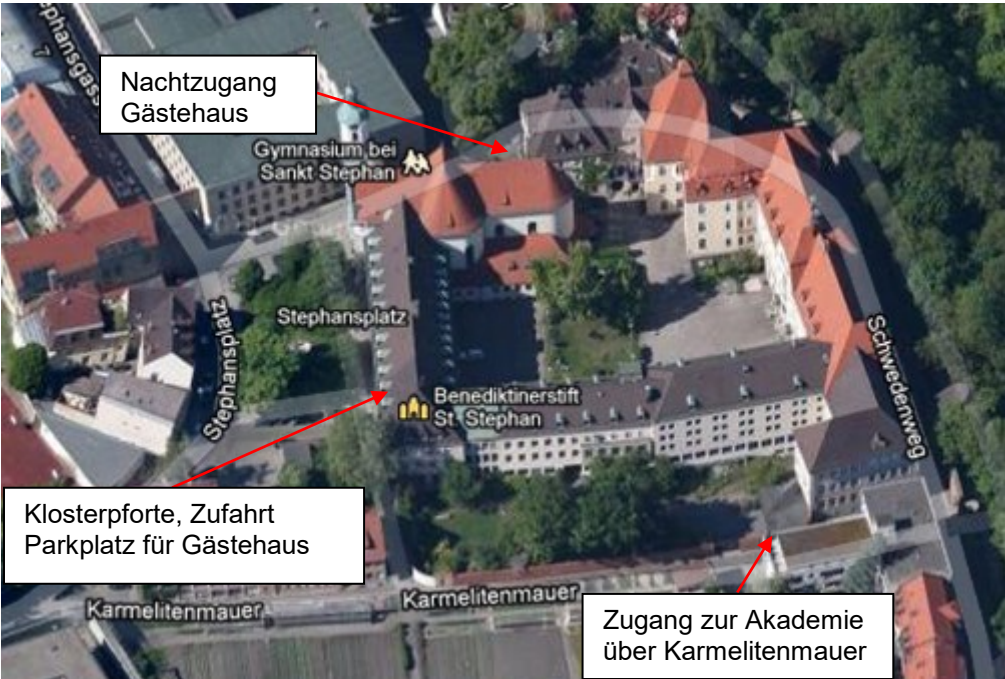 ephansgass
Nachtzugang
Gästehaus
Gymnasium bei
Sankt Stephan
Stephansplatz
Stephansplatz
Schwedenweg
Benediktinerstift
St. Stephan
Klosterpforte, Zufahrt
Parkplatz für Gästehaus
Karmelitenmauer
Karmelitenmauer
Zugang zur Akademie
über Karmelitenmauer